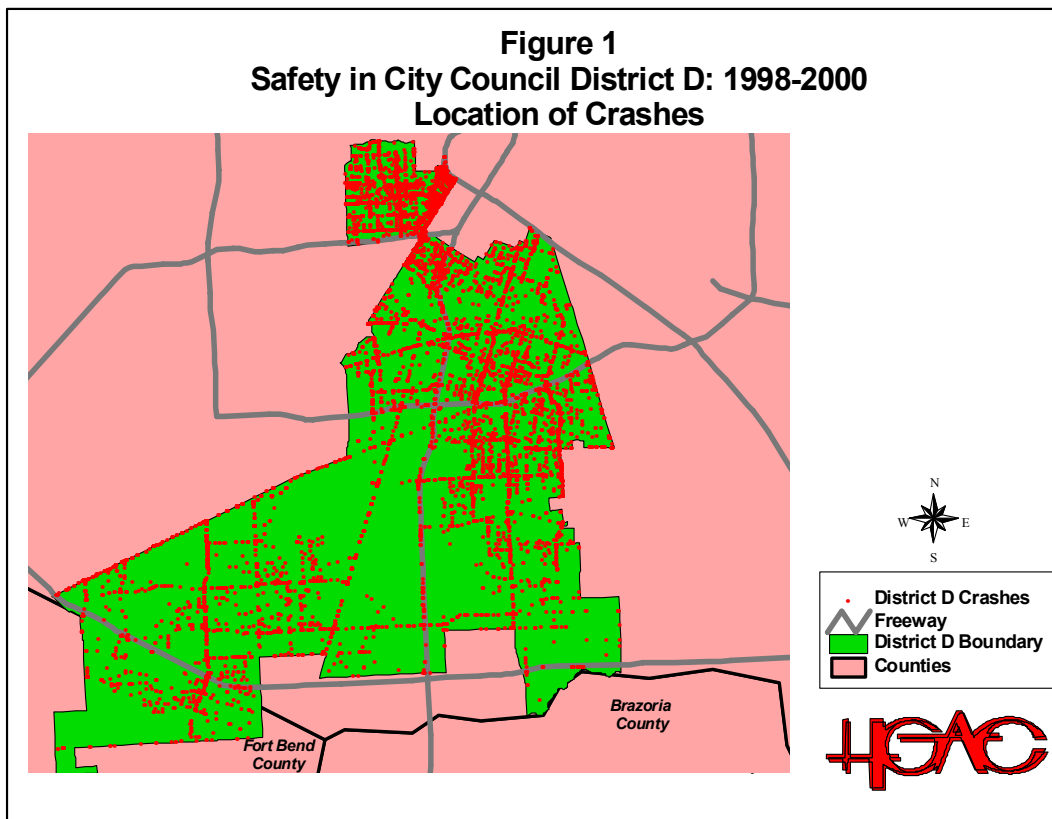 Figure 1
Safety in City Council District D: 1998-2000
Location of Crashes
N
W
E
S
District D Crashes
Freeway
District D Boundary
Counties
Brazoria
County
Fort Bend
County
HGAC